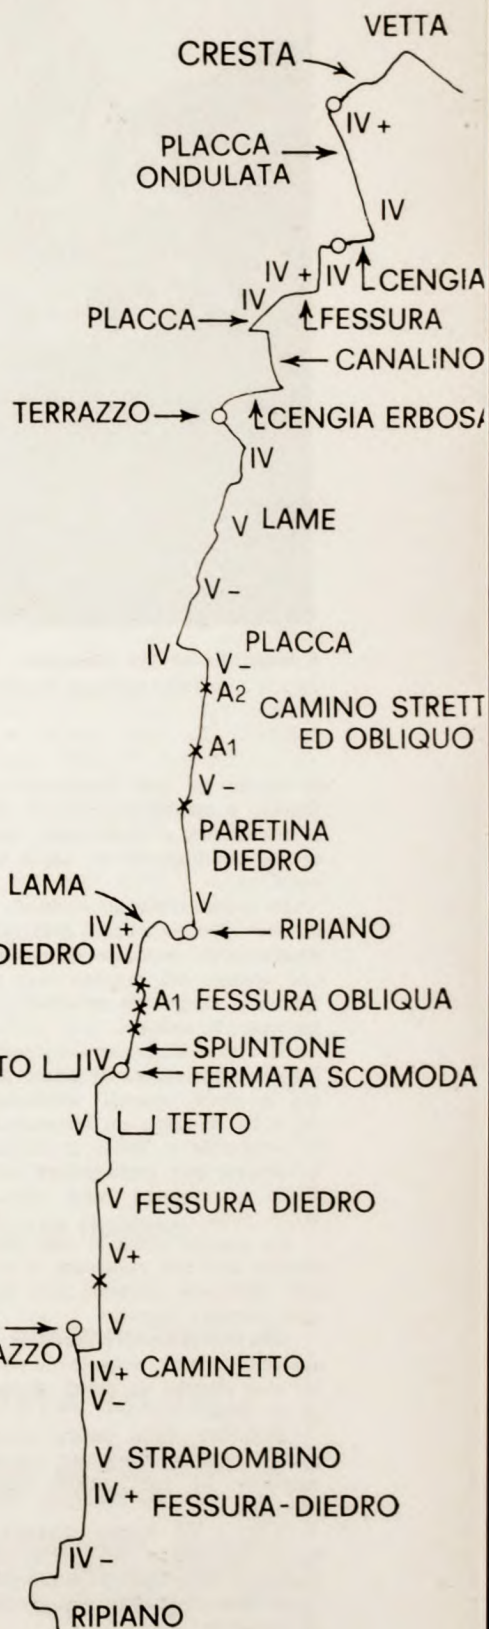 VETTA
CRESTA
IV +
PLACCA
ONDULATA
IV
IV + IV CENGIA
IV
PLACCA FESSURA
CANALINO
TERRAZZO CENGIA ERBOSA
IV
V LAME
V -
IV PLACCA
V -
A2
CAMINO STRETT
ED OBLIQUO
A1
V -
PARETINA
DIEDRO
LAMA
V
IV + RIPIANO
DIEDRO IV
A1 FESSURA OBLIQUA
SPUNTONE
TO IV FERMATA SCOMODA
V TETTO
V FESSURA DIEDRO
V+
V
AZZO
IV+ CAMINETTO
V -
V STRAPIOMBINO
IV + FESSURA-DIEDRO
IV -
RIPIANO